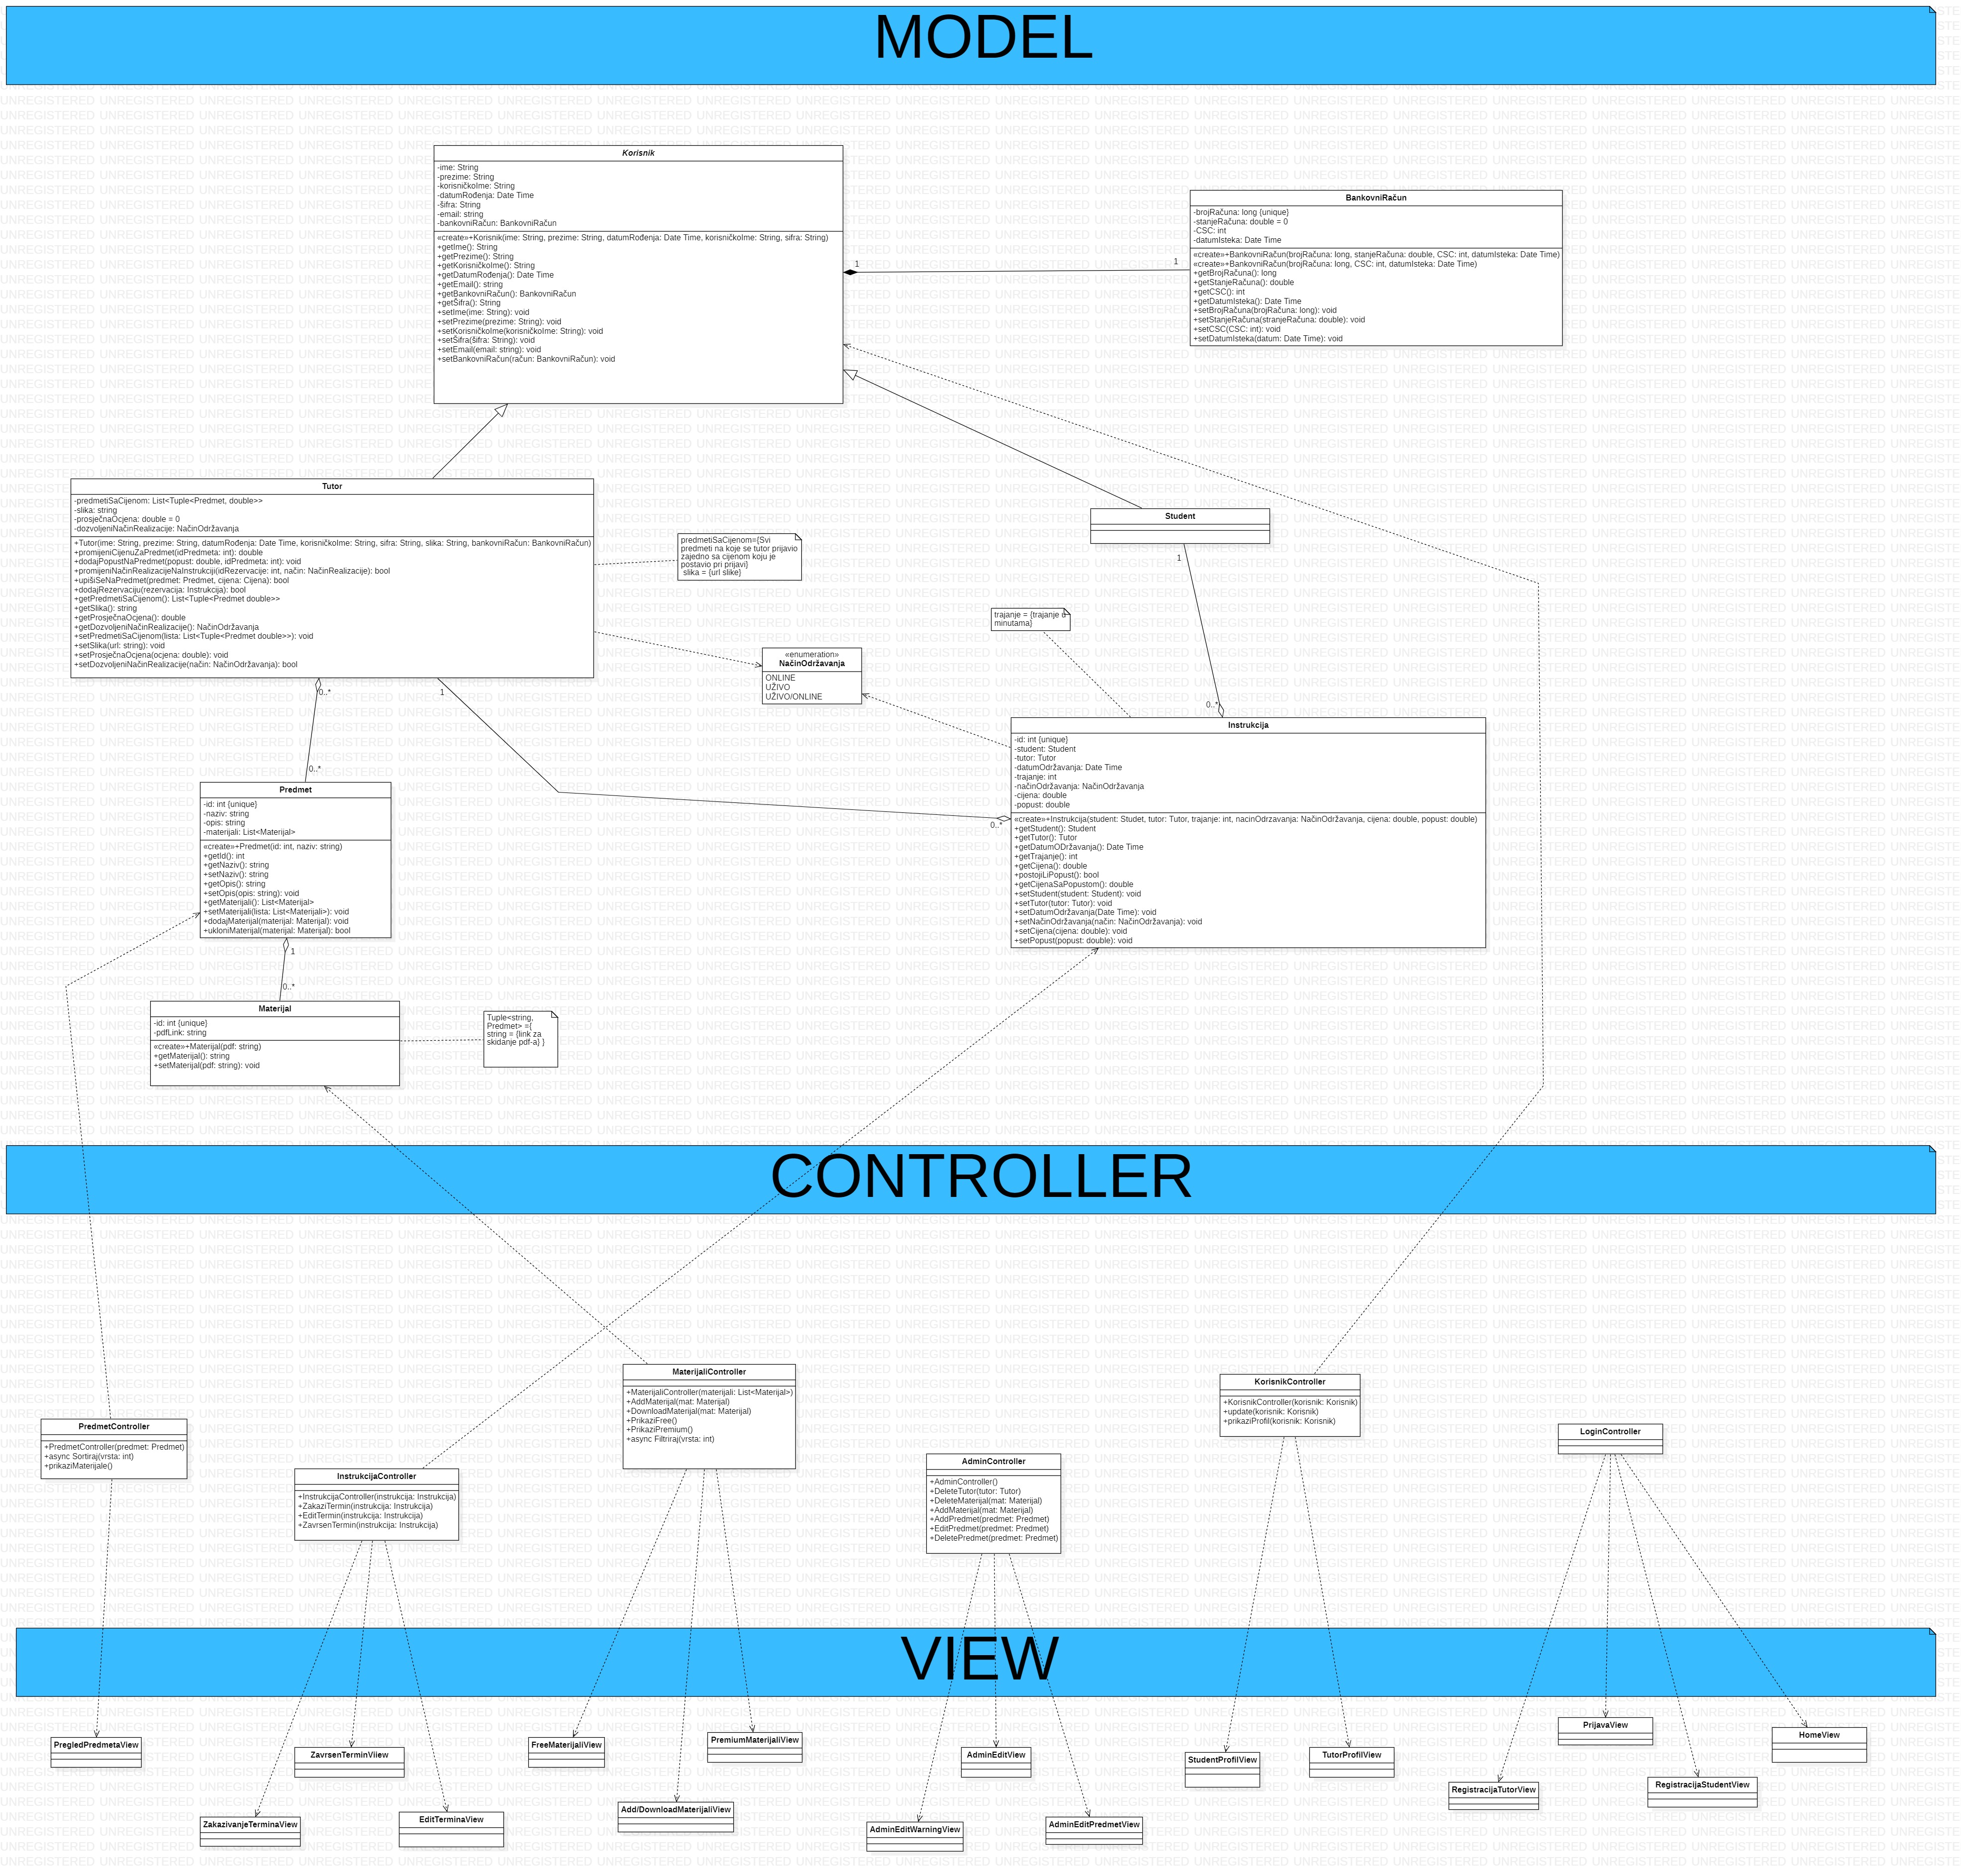 MODEL
Korisnik
-ime: String
-prezime: String
-korisničkoIme: String
-datumRođenja: Date Time
-šifra: String
-email: string
-bankovniRačun: BankovniRačun
«create»+Korisnik(ime: String, prezime: String, datumRođenja: Date Time, korisničkoIme: String, sifra: String)
+getIme(): String
+getPrezime(): String
+getKorisničkoIme(): String
+getDatumRođenja(): Date Time
+getEmail(): string
+getBankovniRačun(): BankovniRačun
+getŠifra(): String
+setIme(ime: String): void
+setPrezime(prezime: String): void
+setKorisničkoIme(korisničkoIme: String): void
+setŠifra(šifra: String): void
+setEmail(email: string): void
+setBankovniRačun(račun: BankovniRačun): void
1
1
BankovniRačun
-brojRačuna: long {unique}
-stanjeRačuna: double = 0
-CSC: int
-datumIsteka: Date Time
«create»+BankovniRačun(brojRačuna: long, stanjeRačuna: double, CSC: int, datumIsteka: Date Time)
«create»+BankovniRačun(brojRačuna: long, CSC: int, datumIsteka: Date Time)
+getBrojRačuna(): long
+getStanjeRačuna(): double
+getCSC(): int
+getDatumIsteka(): Date Time
+setBrojRačuna(brojRačuna: long): void
+setStanjeRačuna(stranjeRačuna: double): void
+setCSC(CSC: int): void
+setDatumIsteka(datum: Date Time): void
Tutor
-predmetiSaCijenom: List<Tuple<Predmet, double>>
-slika: string
-prosječnaOcjena: double = 0
-dozvoljeniNačinRealizacije: NačinOdržavanja
+Tutor(ime: String, prezime: String, datumRođenja: Date Time, korisničkoIme: String, sifra: String, slika: String, bankovniRačun: BankovniRačun)
+promijeniCijenuZaPredmet(idPredmeta: int): double
+dodajPopustNaPredmet(popust: double, idPredmeta: int): void
+promijeniNačinRealizacijeNaInstrukciji(idRezervacije: int, način: NačinRealizacije): bool
+upišiSeNaPredmet(predmet: Predmet, cijena: Cijena): bool
+dodajRezervaciju(rezervacija: Instrukcija): bool
+getPredmetiSaCijenom(): List<Tuple<Predmet double>>
+getSlika(): string
+getProsječnaOcjena(): double
+getDozvoljeniNačinRealizacije(): NačinOdržavanja
+setPredmetiSaCijenom(lista: List<Tuple<Predmet double>>): void
+setSlika(url: string): void
+setProsječnaOcjena(ocjena: double): void
+setDozvoljeniNačinRealizacije(način: NačinOdržavanja): bool
predmetiSaCijenom={Svi
predmeti na koje se tutor prijavio
zajedno sa cijenom koju je
postavio pri prijavi}
slika = {url slike}
Student
1
0..*
trajanje = {trajanje u
minutama}
«enumeration»
NačinOdržavanja
ONLINE
UŽIVO
UŽIVO/ONLINE
0..*
0..*
1
0..*
Instrukcija
-id: int {unique}
-student: Student
-tutor: Tutor
-datumOdržavanja: Date Time
-trajanje: int
-načinOdržavanja: NačinOdržavanja
-cijena: double
-popust: double
«create»+Instrukcija(student: Studet, tutor: Tutor, trajanje: int, nacinOdrzavanja: NačinOdržavanja, cijena: double, popust: double)
+getStudent(): Student
+getTutor(): Tutor
+getDatumODržavanja(): Date Time
+getTrajanje(): int
+getCijena(): double
+postojiLiPopust(): bool
+getCijenaSaPopustom(): double
+setStudent(student: Student): void
+setTutor(tutor: Tutor): void
+setDatumOdržavanja(Date Time): void
+setNačinOdržavanja(način: NačinOdržavanja): void
+setCijena(cijena: double): void
+setPopust(popust: double): void
Predmet
-id: int {unique}
-naziv: string
-opis: string
-materijali: List<Materijal>
«create»+Predmet(id: int, naziv: string)
+getId(): int
+getNaziv(): string
+setNaziv(): string
+getOpis(): string
+setOpis(opis: string): void
+getMaterijali(): List<Materijal>
+setMaterijali(lista: List<Materijali>): void
+dodajMaterijal(materijal: Materijal): void
+ukloniMaterijal(materijal: Materijal): bool
1
0..*
Materijal
-id: int {unique}
-pdfLink: string
«create»+Materijal(pdf: string)
+getMaterijal(): string
+setMaterijal(pdf: string): void
Tuple<string,
Predmet> ={
string = {link za
skidanje pdf-a} }
CONTROLLER
PredmetController
+PredmetController(predmet: Predmet)
+async Sortiraj(vrsta: int)
+prikaziMaterijale()
InstrukcijaController
+InstrukcijaController(instrukcija: Instrukcija)
+ZakaziTermin(instrukcija: Instrukcija)
+EditTermin(instrukcija: Instrukcija)
+ZavrsenTermin(instrukcija: Instrukcija)
MaterijaliController
+MaterijaliController(materijali: List<Materijal>)
+AddMaterijal(mat: Materijal)
+DownloadMaterijal(mat: Materijal)
+PrikaziFree()
+PrikaziPremium()
+async Filtriraj(vrsta: int)
AdminController
+AdminController()
+DeleteTutor(tutor: Tutor)
+DeleteMaterijal(mat: Materijal)
+AddMaterijal(mat: Materijal)
+AddPredmet(predmet: Predmet)
+EditPredmet(predmet: Predmet)
+DeletePredmet(predmet: Predmet)
KorisnikController
+KorisnikController(korisnik: Korisnik)
+update(korisnik: Korisnik)
+prikaziProfil(korisnik: Korisnik)
LoginController
VIEW
PregledPredmetaView
ZavrsenTerminViiew
ZakazivanjeTerminaView
EditTerminaView
FreeMaterijaliView
PremiumMaterijaliView
Add/DownloadMaterijaliView
AdminEditView
AdminEditWarningView
AdminEditPredmetView
StudentProfilView
TutorProfilView
PrijavaView
HomeView
RegistracijaTutorView
RegistracijaStudentView